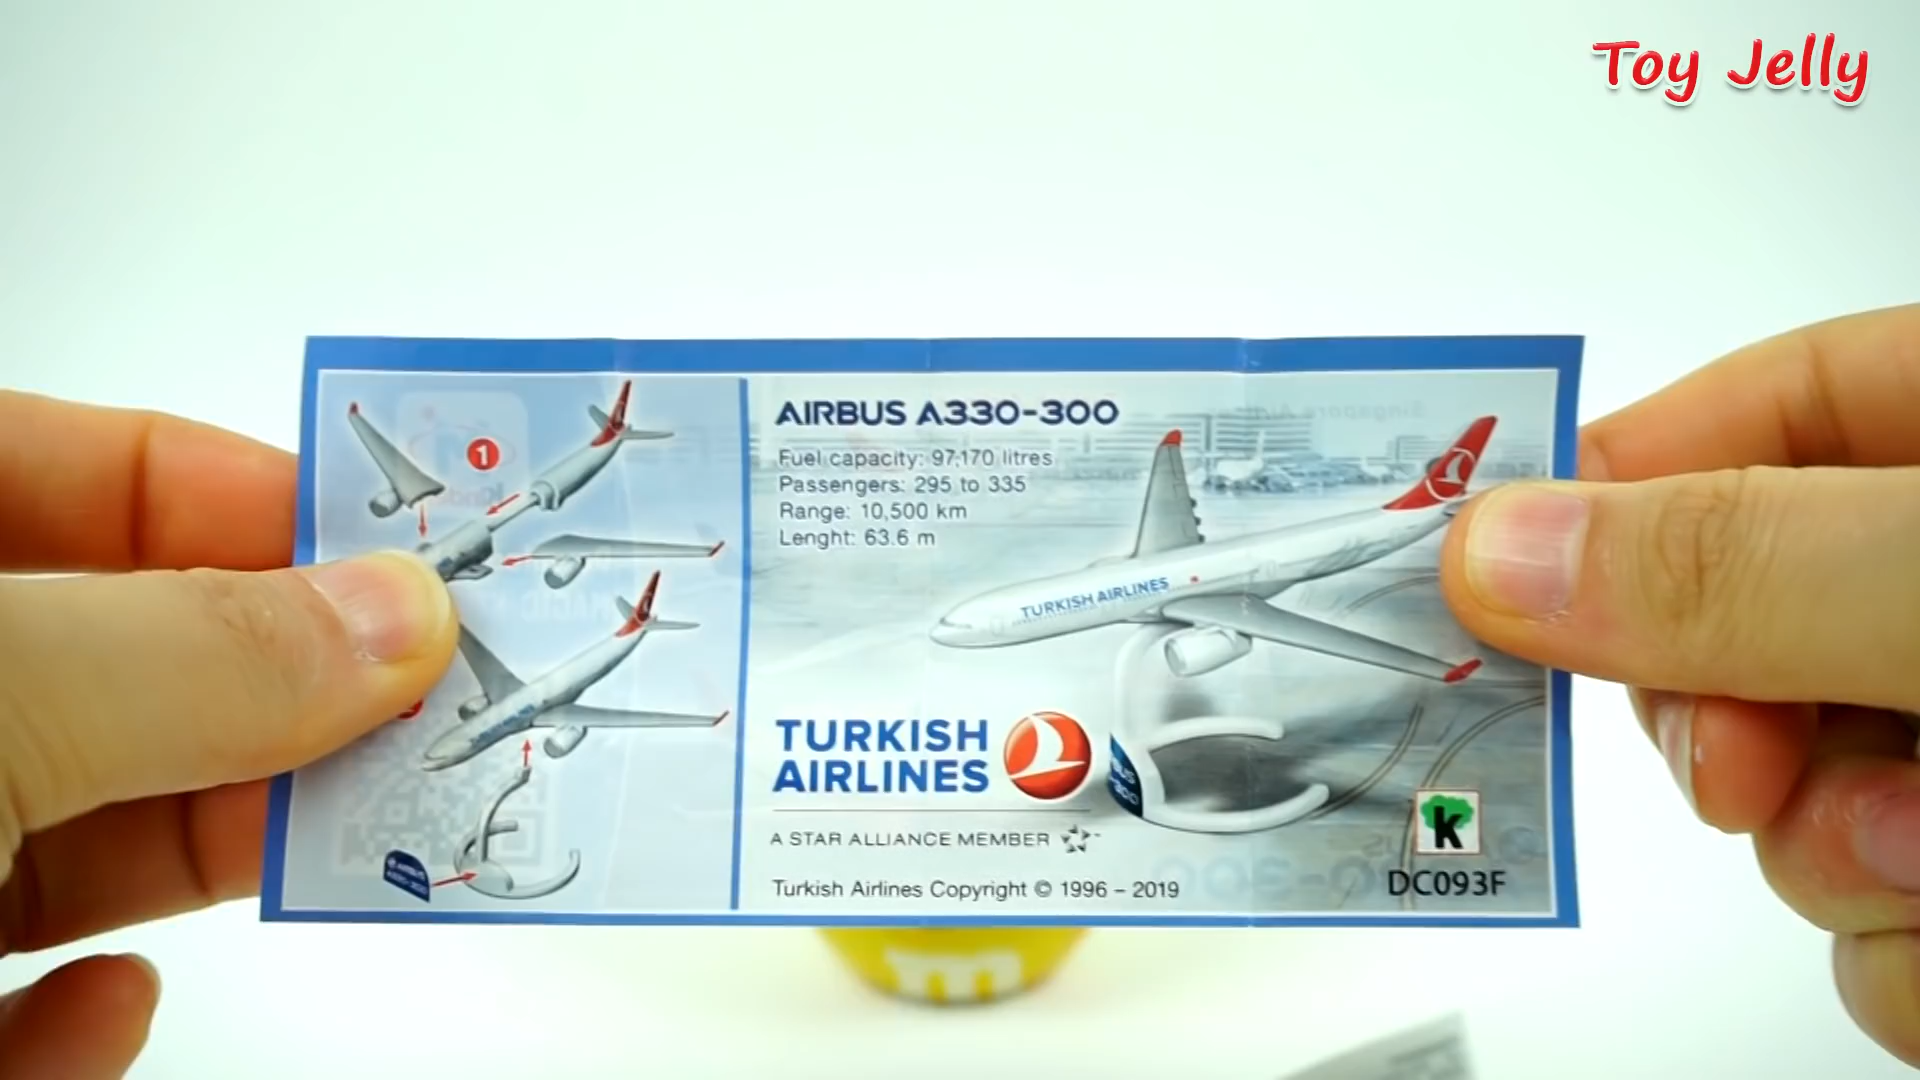 Toy Jelly
1
AIRBUS A330-300
Fuel capacity: 97,170 litres
Passengers: 295 to 335
Range: 10,500 km
Lenght: 63.6 m
TURKISH AIRLINES
TURKISH
AIRLINES
A STAR ALLIANCE MEMBER
Turkish Airlines Copyright © 1996 – 2019
k
DC093F
m